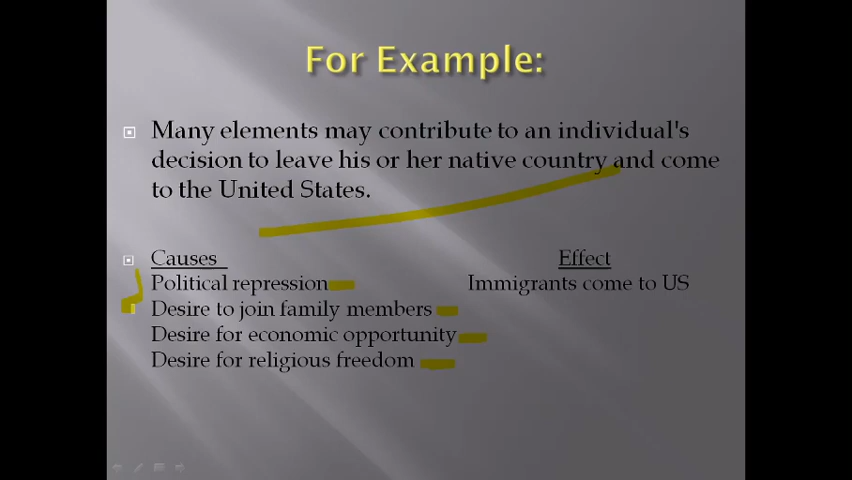 For Example:
Many elements may contribute to an individual's
decision to leave his or her native country and come
to the United States.
Causes Effect
Political repression Immigrants come to US
Desire to join family members
Desire for economic opportunity
Desire for religious freedom